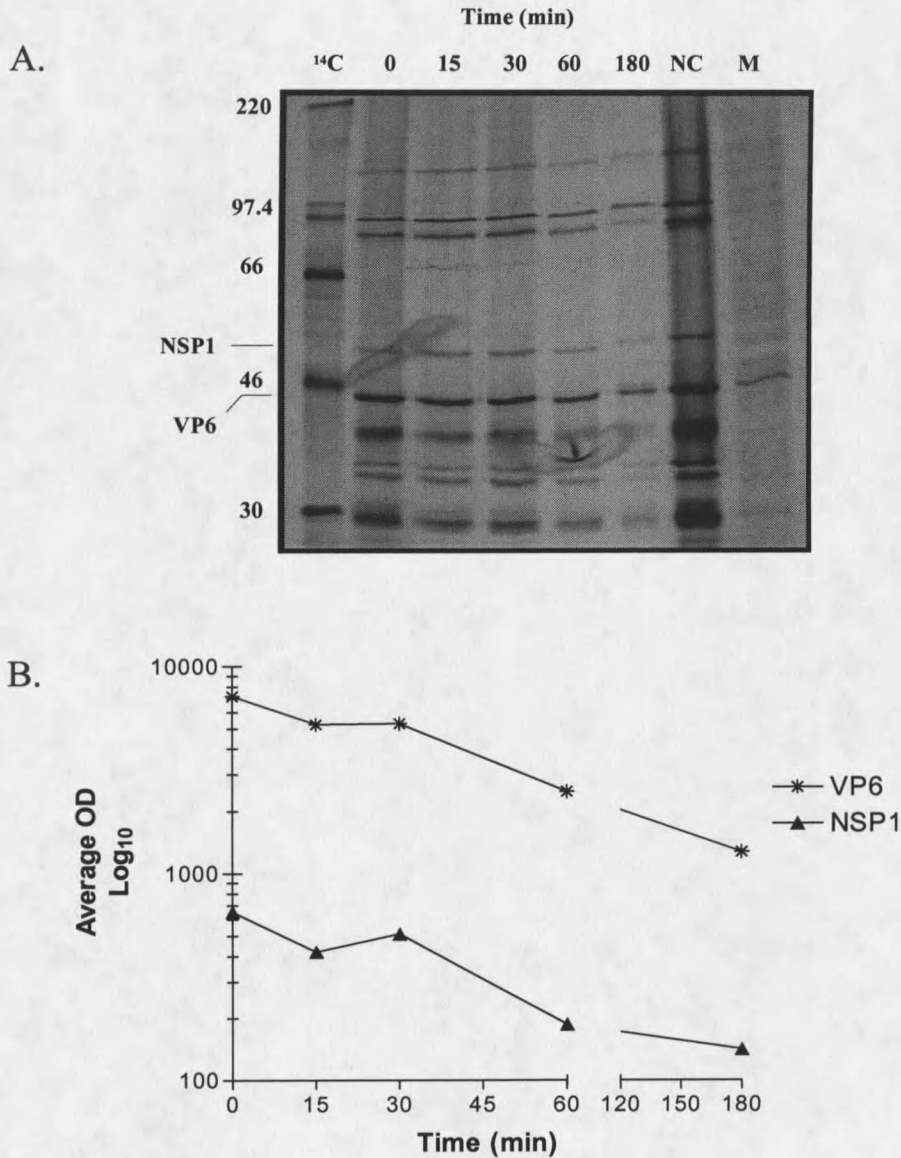 Time (min)
A.
¹⁴C 0 15 30 60 180 NC M
220
97.4
66
NSP1
46
VP6
30
B.
10000
1000
100
Average OD
Log₁₀
VP6
NSP1
0 15 30 45 60 120 150 180
Time (min)